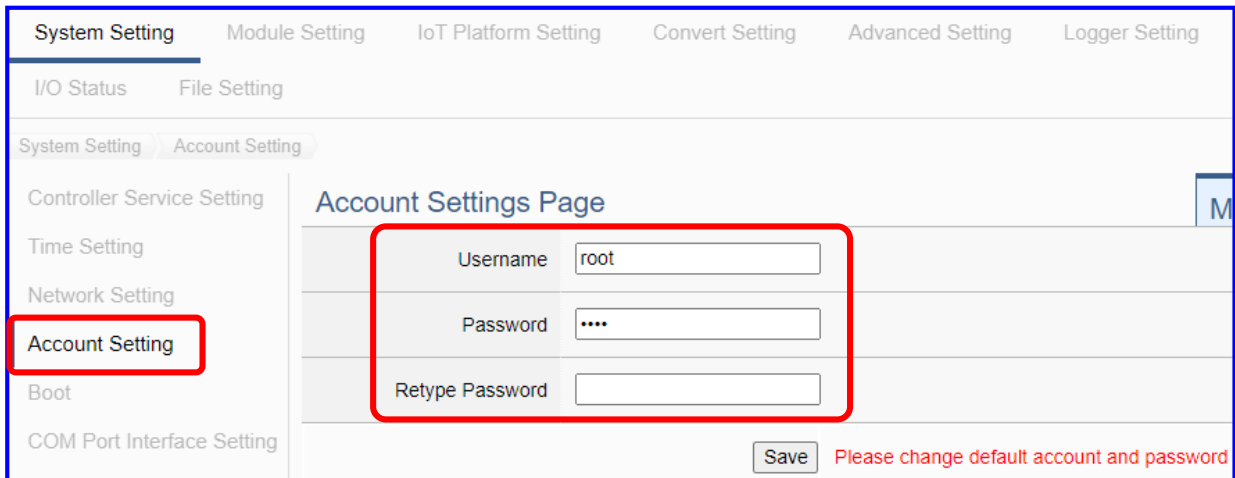 System Setting Module Setting IoT Platform Setting Convert Setting Advanced Setting Logger Setting
I/O Status File Setting
System Setting Account Setting
Controller Service Setting
Time Setting
Network Setting
Account Setting
Boot
COM Port Interface Setting
Account Settings Page
M
Username root
Password ••••
Retype Password
Save Please change default account and password